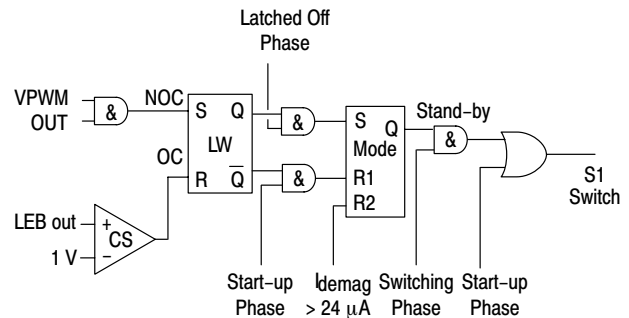 Latched Off
Phase
VPWM
OUT
&
NOC
S
Q
LW
OC
R
Q
&
&
S
Q
Mode
R1
R2
Stand-by
&
S1
Switch
LEB out
+
CS
1 V
−
Start-up
Phase
Idemag
> 24 µA
Switching
Phase
Start-up
Phase